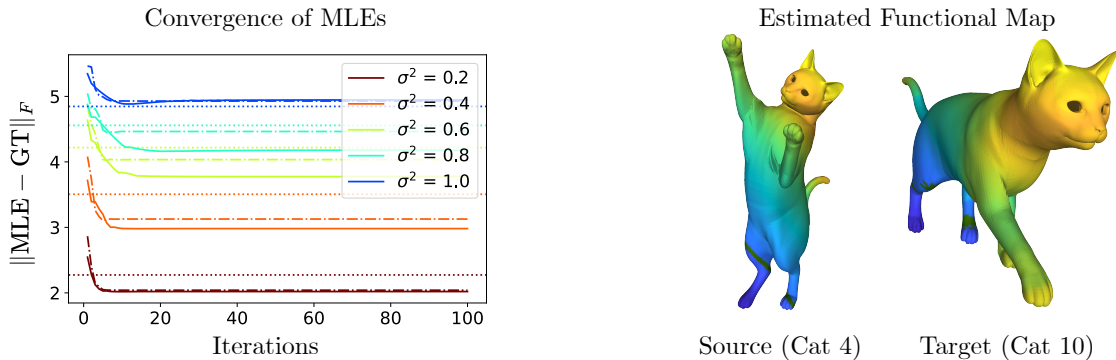 Convergence of MLEs
||MLE − GT||_F
5
4
3
2
σ² = 0.2
σ² = 0.4
σ² = 0.6
σ² = 0.8
σ² = 1.0
0 20 40 60 80 100
Iterations
Estimated Functional Map
Source (Cat 4) Target (Cat 10)